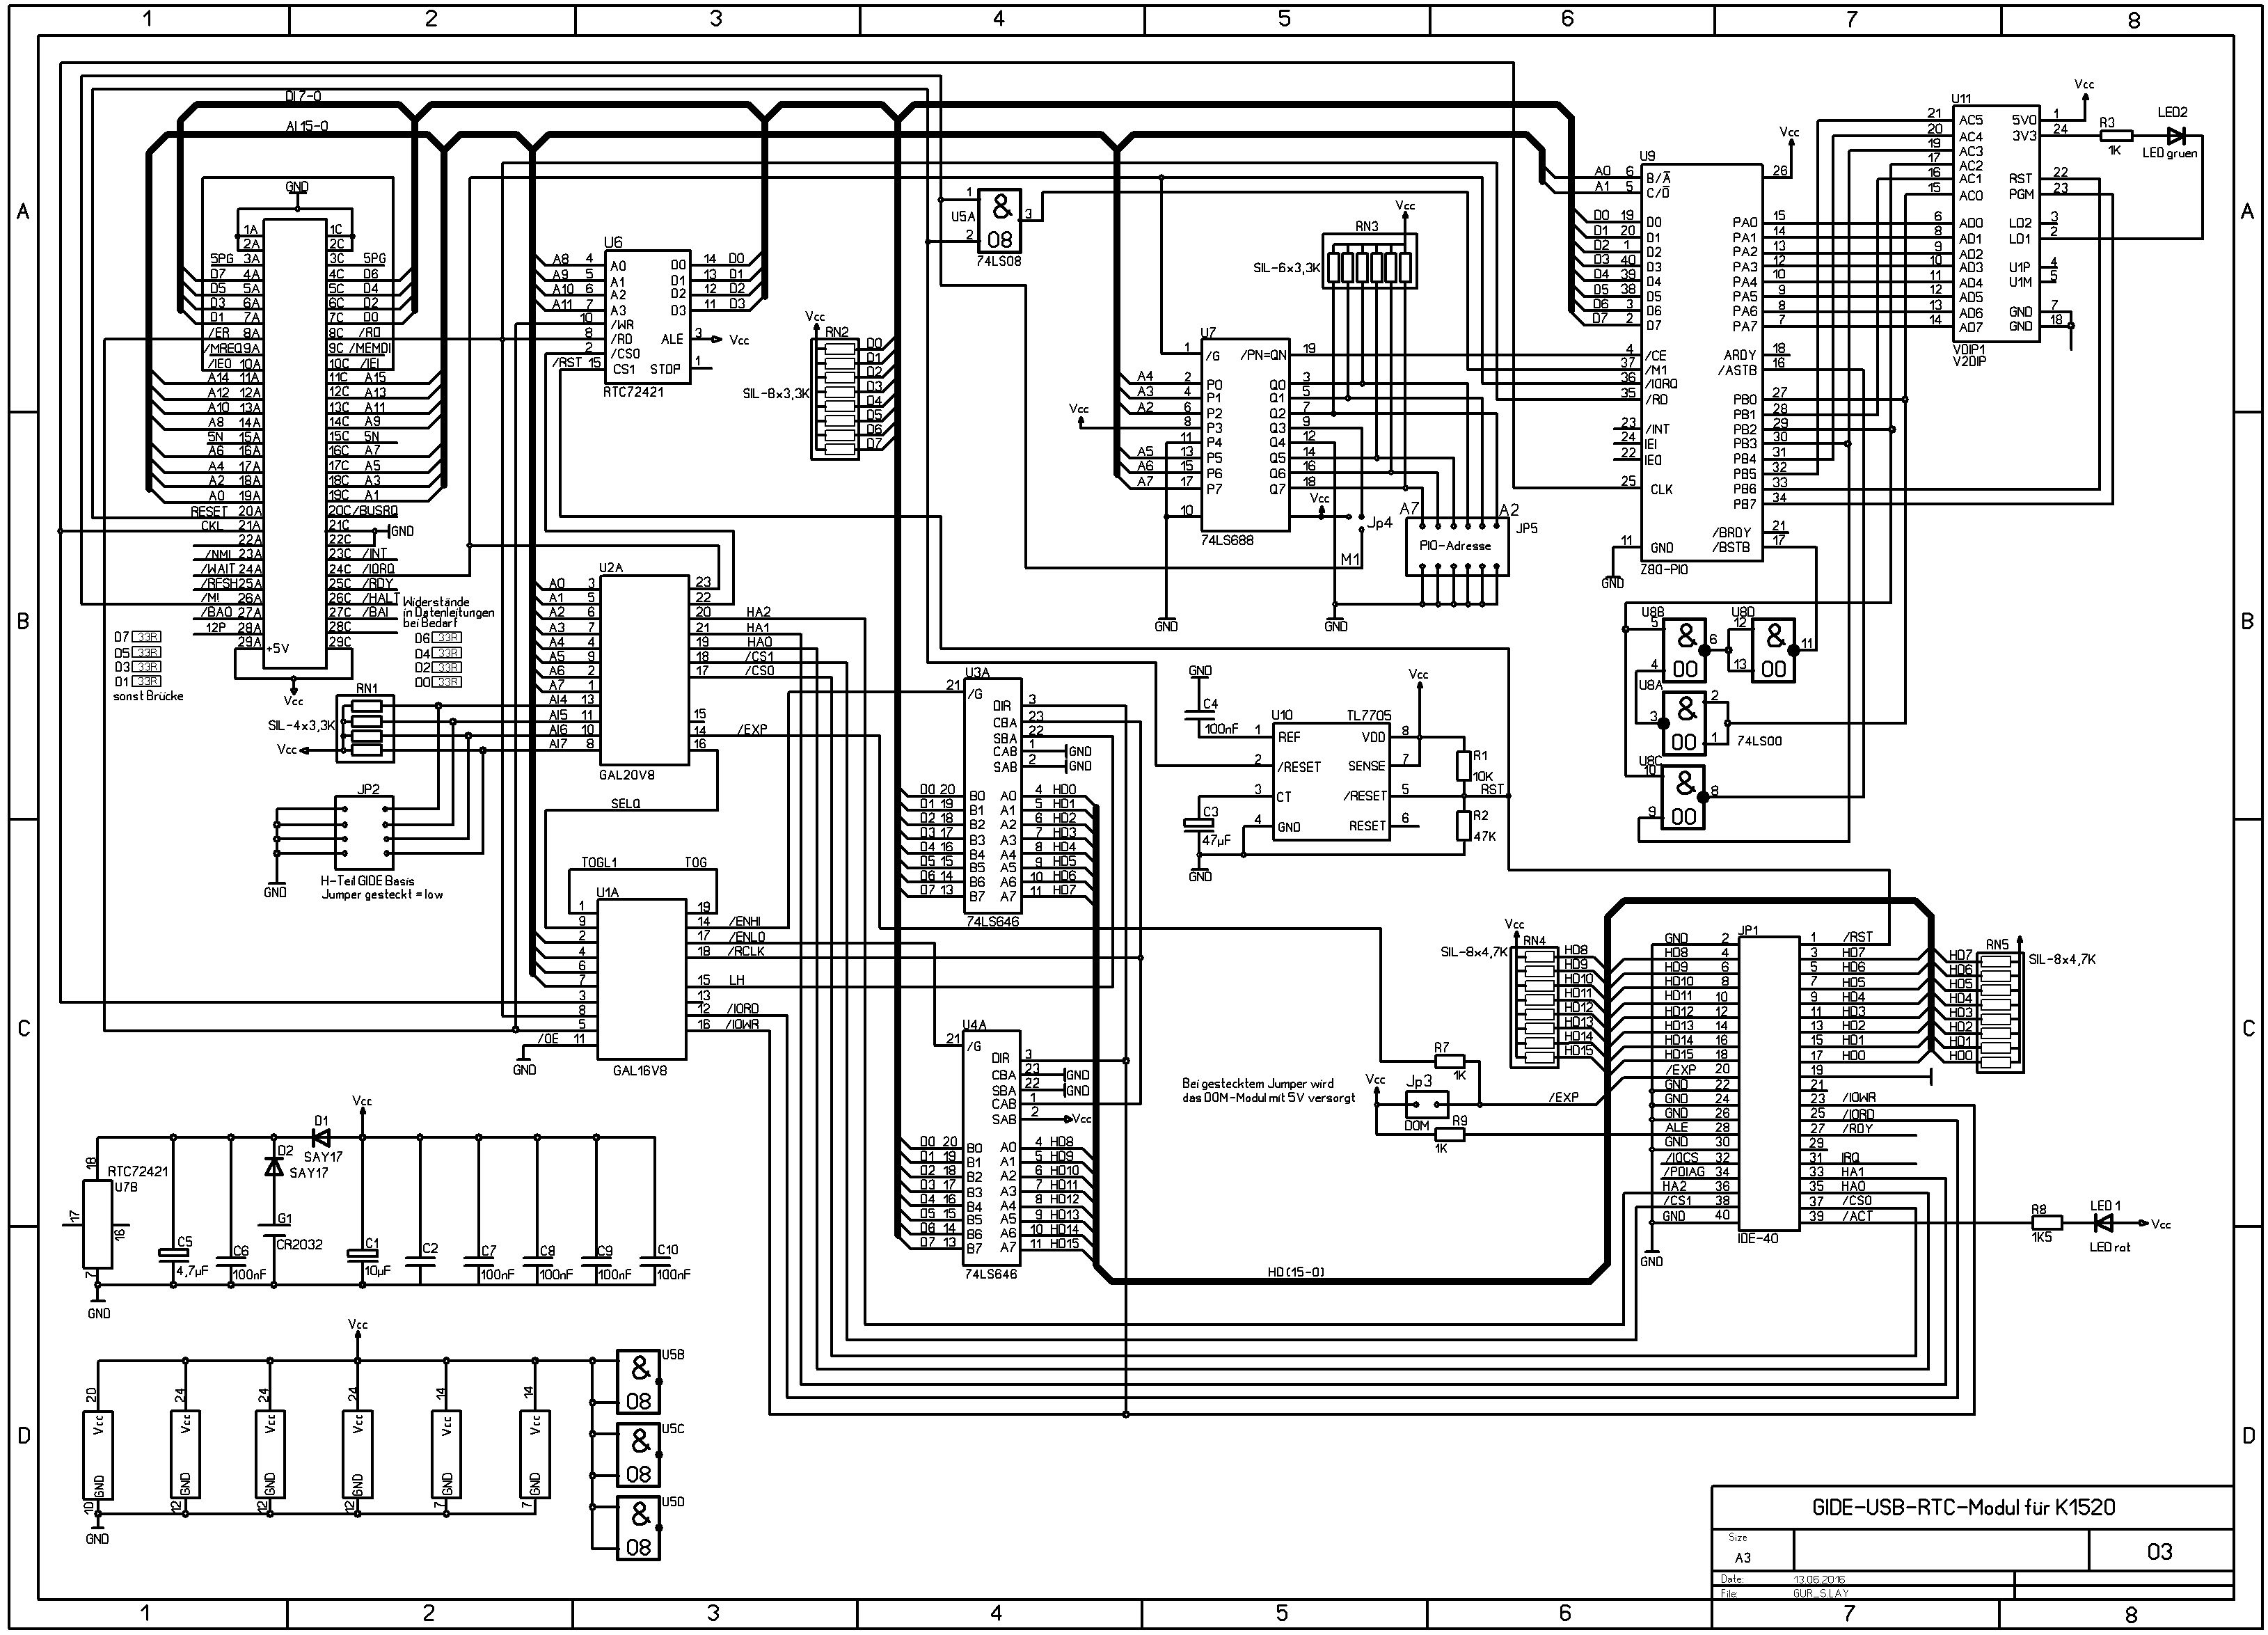 1 2 3 4 5 6 7 8
A
B
C
D
DI7-0
AI15-0
GND
1A 1C
2A 2C
5PG 3A 3C 5PG
D7 4A 4C D6
D5 5A 5C D4
D3 6A 6C D2
D1 7A 7C D0
/ER 8A 8C /RD
/MREQ 9A 9C /MEMDI
/IEO 10A 10C /IEI
A14 11A 11C A15
A12 12A 12C A13
A10 13A 13C A11
A8 14A 14C A9
5N 15A 15C 5N
A6 16A 16C A7
A4 17A 17C A5
A2 18A 18C A3
A0 19A 19C A1
RESET 20A 20C /BUSRQ
CKL 21A 21C GND
22A 22C
/NMI 23A 23C /INT
/WAIT 24A 24C /IORQ
/RFSH 25A 25C /RDY
/M! 26A 26C /HALT
/BAO 27A 27C /BAI
12P 28A 28C
29A +5V 29C
Vcc
Widerstände
in Datenleitungen
bei Bedarf
D7 33R D6 33R
D5 33R D4 33R
D3 33R D2 33R
D1 33R D0 33R
sonst Brücke
RN1
SIL-4x3,3K
Vcc
JP2
GND
H-Teil GIDE Basis
Jumper gesteckt = low
U6
A8 4 A0 D0 14 D0
A9 5 A1 D1 13 D1
A10 6 A2 D2 12 D2
A11 7 A3 D3 11 D3
10 /WR
8 /RD ALE 3 Vcc
2 /CS0
/RST 15 CS1 STOP 1
RTC72421
Vcc
RN2
SIL-8x3,3K
D0
D1
D2
D3
D4
D5
D6
D7
U2A
A0 3 23
A1 5 22
A2 6 20 HA2
A3 7 21 HA1
A4 4 19 HA0
A5 9 18 /CS1
A6 2 17 /CS0
A7 1
AI4 13
AI5 11 15
AI6 10 14 /EXP
AI7 8 16
GAL20V8
SELQ
TOGL1 TOG
U1A
1 19
9 14 /ENHI
2 17 /ENLO
4 18 /RCLK
6
7 15 LH
3 13
8 12 /IORD
5 16 /IOWR
/OE 11
GND
GAL16V8
1 U5A 2 & 08 3
74LS08
U3A
21 /G
DIR 3
CBA 23
SBA 22
CAB 1 GND
SAB 2 GND
D0 20 B0 A0 4 HD0
D1 19 B1 A1 5 HD1
D2 18 B2 A2 6 HD2
D3 17 B3 A3 7 HD3
D4 16 B4 A4 8 HD4
D5 15 B5 A5 9 HD5
D6 14 B6 A6 10 HD6
D7 13 B7 A7 11 HD7
74LS646
U4A
21 /G
DIR 3
CBA 23 GND
SBA 22 GND
CAB 1
SAB 2 Vcc
D0 20 B0 A0 4 HD8
D1 19 B1 A1 5 HD9
D2 18 B2 A2 6 HD10
D3 17 B3 A3 7 HD11
D4 16 B4 A4 8 HD12
D5 15 B5 A5 9 HD13
D6 14 B6 A6 10 HD14
D7 13 B7 A7 11 HD15
74LS646
HD(15-0)
Vcc
RN3
SIL-6x3,3K
U7
1 /G /PN=QN 19
A4 2 P0 Q0 3
A3 4 P1 Q1 5
A2 6 P2 Q2 7
Vcc 8 P3 Q3 9
11 P4 Q4 12
A5 13 P5 Q5 14
A6 15 P6 Q6 16
A7 17 P7 Q7 18
10
74LS688
GND
GND
Vcc
Jp4
M1
A7 A2
JP5
PIO-Adresse
GND
C4
100nF
U10 TL7705
Vcc
1 REF VDD 8
2 /RESET SENSE 7
3 CT /RESET 5 RST
4 GND RESET 6
R1
10K
R2
47K
C3
47µF
GND
U9
Vcc
A0 6 B/A 26
A1 5 C/D
D0 19 D0 PA0 15
D1 20 D1 PA1 14
D2 1 D2 PA2 13
D3 40 D3 PA3 12
D4 39 D4 PA4 10
D5 38 D5 PA5 9
D6 3 D6 PA6 8
D7 2 D7 PA7 7
4 /CE ARDY 18
37 /M1 /ASTB 16
36 /IORQ
35 /RD PB0 27
PB1 28
23 /INT PB2 29
24 IEI PB3 30
22 IEO PB4 31
PB5 32
25 CLK PB6 33
PB7 34
/BRDY 21
11 GND /BSTB 17
GND
Z80-PIO
U11
Vcc
21 AC5 5V0 1
20 AC4 3V3 24
19 AC3
17 AC2
16 AC1 RST 22
15 AC0 PGM 23
6 AD0 LD2 3
8 AD1 LD1 2
9 AD2
10 AD3 U1P 4
11 AD4 U1M 5
12 AD5
13 AD6 GND 7
14 AD7 GND 18
VDIP1
V2DIP
R3
1K
LED2
LED gruen
U8B 5 4 & 00 6
U8D 12 13 & 00 11
U8A 3 & 00 2 1
74LS00
U8C 10 9 & 00 8
Vcc
RN4
SIL-8x4,7K
HD8
HD9
HD10
HD11
HD12
HD13
HD14
HD15
JP1
GND 2 1 /RST
HD8 4 3 HD7
HD9 6 5 HD6
HD10 8 7 HD5
HD11 10 9 HD4
HD12 12 11 HD3
HD13 14 13 HD2
HD14 16 15 HD1
HD15 18 17 HD0
/EXP 20 19
GND 22 21
GND 24 23 /IOWR
GND 26 25 /IORD
ALE 28 27 /RDY
GND 30 29
/IOCS 32 31 IRQ
/PDIAG 34 33 HA1
HA2 36 35 HA0
/CS1 38 37 /CS0
GND 40 39 /ACT
GND
IDE-40
RN5
SIL-8x4,7K
HD7
HD6
HD5
HD4
HD3
HD2
HD1
HD0
R8
1K5
LED 1
Vcc
LED rot
Bei gestecktem Jumper wird
das DOM-Modul mit 5V versorgt
R7
1K
Vcc
Jp3
DOM
/EXP
R9
1K
Vcc
D1
SAY17
D2
SAY17
18
RTC72421
U7B
17
16
7
GND
C5
4,7µF
C6
100nF
G1
CR2032
C1
10µF
C2
C7
100nF
C8
100nF
C9
100nF
C10
100nF
Vcc
20 24 24 24 14 14
Vcc Vcc Vcc Vcc Vcc Vcc
GND GND GND GND GND GND
10 12 12 12 7 7
GND
U5B & 08
U5C & 08
U5D & 08
GIDE-USB-RTC-Modul für K1520
Size
A3
03
Date: 13.06.2016
File: GUR_S.LAY
1 2 3 4 5 6 7 8